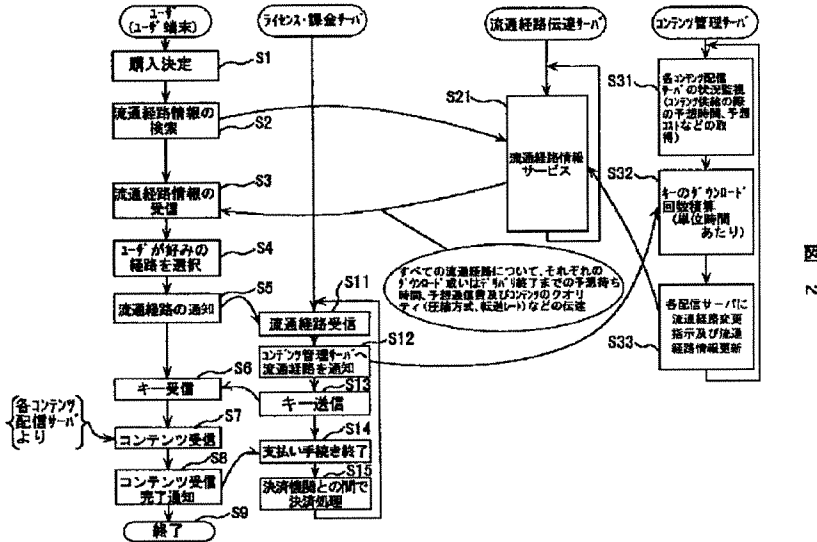 ユーザ
(ユーザ端末)
S1
購入決定
流通経路情報の
検索
S2
S3
流通経路情報の
受信
S4
ユーザが好みの
経路を選択
S5
流通経路の通知
S6
キー受信
各コンテンツ
配信サーバ
より
S7
コンテンツ受信
S8
コンテンツ受信
完了通知
S9
終了
ライセンス・課金サーバ
S11
流通経路受信
S12
コンテンツ管理サーバへ
流通経路を通知
S13
キー送信
S14
支払い手続き終了
S15
決済機関との間で
決済処理
流通経路伝達サーバ
S21
流通経路情報
サービス
すべての流通経路について、それぞれの
ダウンロード或いはデリバリ終了までの予想待ち
時間、予想通信費及びコンテンツのクオリ
ティ(圧縮方式、転送レート)などの伝達
コンテンツ管理サーバ
S31
各コンテンツ配信
サーバの状況監視
(コンテンツ供給の際
の予想時間、予想
コストなどの取
得)
S32
キーのダウンロード
回数積算
(単位時間
あたり)
各配信サーバに
流通経路変更
指示及び流通
経路情報更新
S33
図2